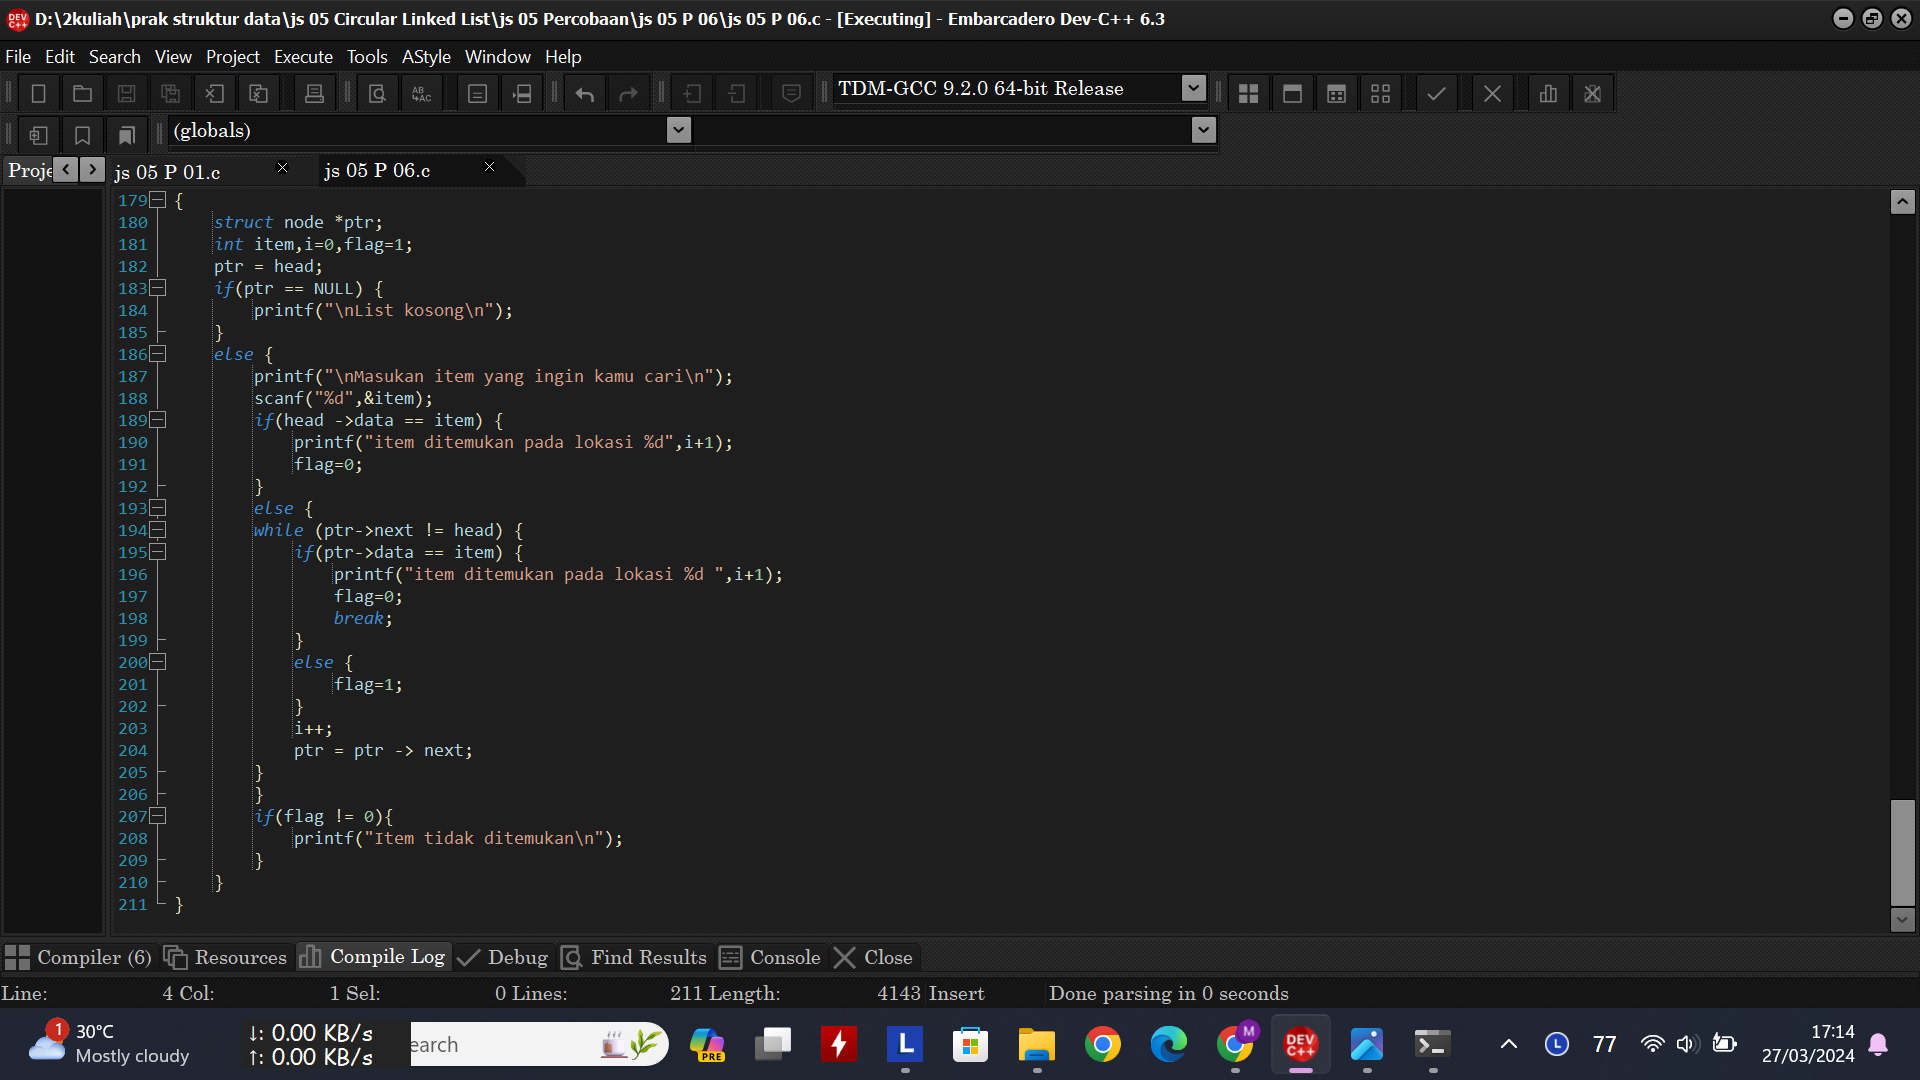 D:\2kuliah\prak struktur data\js 05 Circular Linked List\js 05 Percobaan\js 05 P 06\js 05 P 06.c - [Executing] - Embarcadero Dev-C++ 6.3
File Edit Search View Project Execute Tools AStyle Window Help
TDM-GCC 9.2.0 64-bit Release
(globals)
Proje js 05 P 01.c js 05 P 06.c
179 {
180 struct node *ptr;
181 int item,i=0,flag=1;
182 ptr = head;
183 if(ptr == NULL) {
184 printf("\nList kosong\n");
185 }
186 else {
187 printf("\nMasukan item yang ingin kamu cari\n");
188 scanf("%d",&item);
189 if(head ->data == item) {
190 printf("item ditemukan pada lokasi %d",i+1);
191 flag=0;
192 }
193 else {
194 while (ptr->next != head) {
195 if(ptr->data == item) {
196 printf("item ditemukan pada lokasi %d ",i+1);
197 flag=0;
198 break;
199 }
200 else {
201 flag=1;
202 }
203 i++;
204 ptr = ptr -> next;
205 }
206 }
207 if(flag != 0){
208 printf("Item tidak ditemukan\n");
209 }
210 }
211 }
Compiler (6) Resources Compile Log Debug Find Results Console Close
Line: 4 Col: 1 Sel: 0 Lines: 211 Length: 4143 Insert Done parsing in 0 seconds
1 30°C
Mostly cloudy
↓: 0.00 KB/s
↑: 0.00 KB/s
earch
PRE
L
M
DEV C++
L
77
17:14
27/03/2024